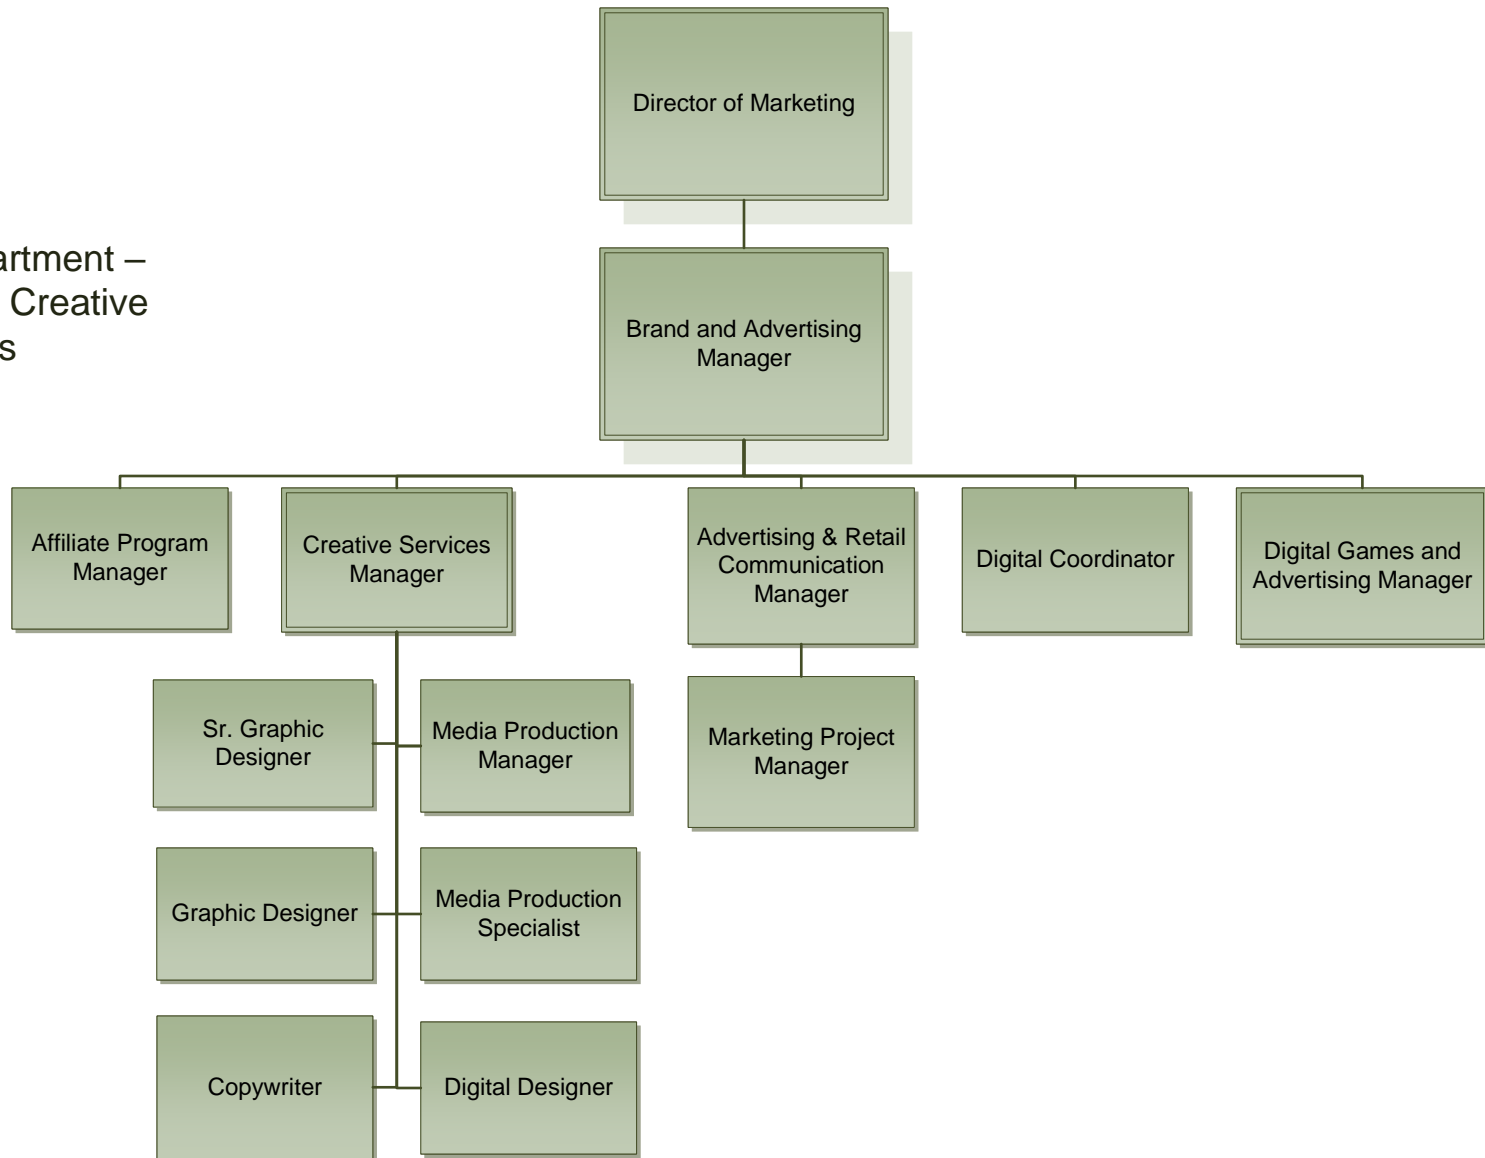 Director of Marketing
artment –
Creative
s
Brand and Advertising
Manager
Affiliate Program
Manager
Creative Services
Manager
Advertising & Retail
Communication
Manager
Digital Coordinator
Digital Games and
Advertising Manager
Sr. Graphic
Designer
Media Production
Manager
Marketing Project
Manager
Graphic Designer
Media Production
Specialist
Copywriter
Digital Designer